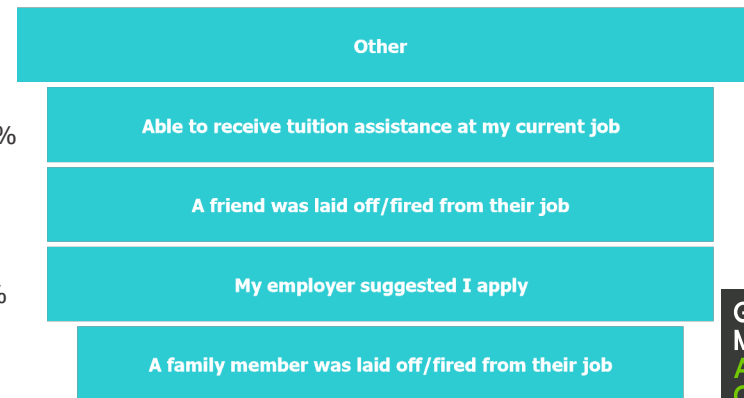 Other
%
Able to receive tuition assistance at my current job
A friend was laid off/fired from their job
%
My employer suggested I apply
G
M
A
A family member was laid off/fired from their job